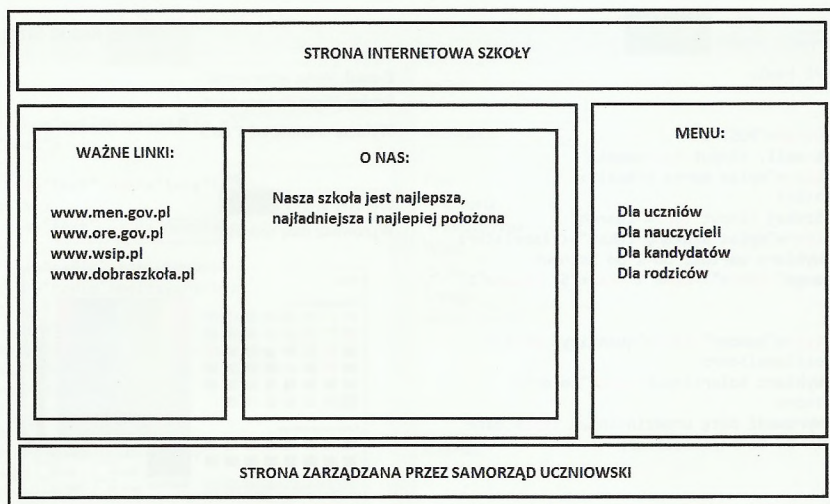 STRONA INTERNETOWA SZKOŁY
WAŻNE LINKI:
www.men.gov.pl
www.ore.gov.pl
www.wsip.pl
www.dobraszkoła.pl
O NAS:
Nasza szkoła jest najlepsza,
najładniejsza i najlepiej położona
MENU:
Dla uczniów
Dla nauczycieli
Dla kandydatów
Dla rodziców
STRONA ZARZĄDZANA PRZEZ SAMORZĄD UCZNIOWSKI